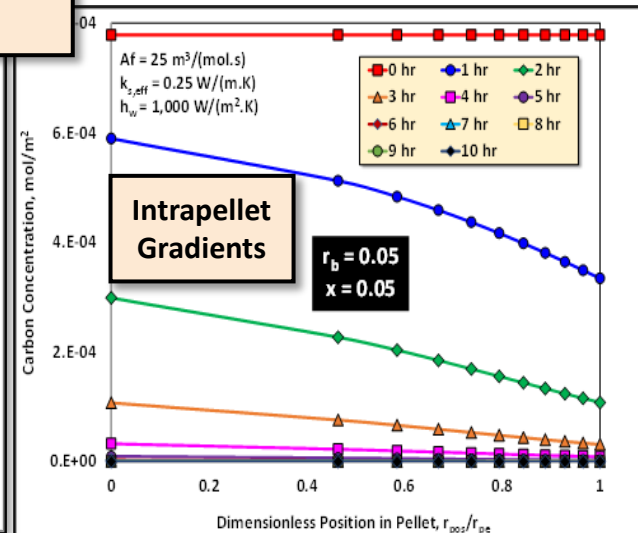 -04
Af = 25 m³/(mol.s)
k_s,eff = 0.25 W/(m.K)
h_w = 1,000 W/(m².K)
0 hr 1 hr 2 hr
3 hr 4 hr 5 hr
6 hr 7 hr 8 hr
9 hr 10 hr
6.E-04
Intrapellet
Gradients
4.E-04
r_b = 0.05
x = 0.05
2.E-04
0.E+00
Carbon Concentration, mol/m²
0 0.2 0.4 0.6 0.8 1
Dimensionless Position in Pellet, r_pos/r_pe